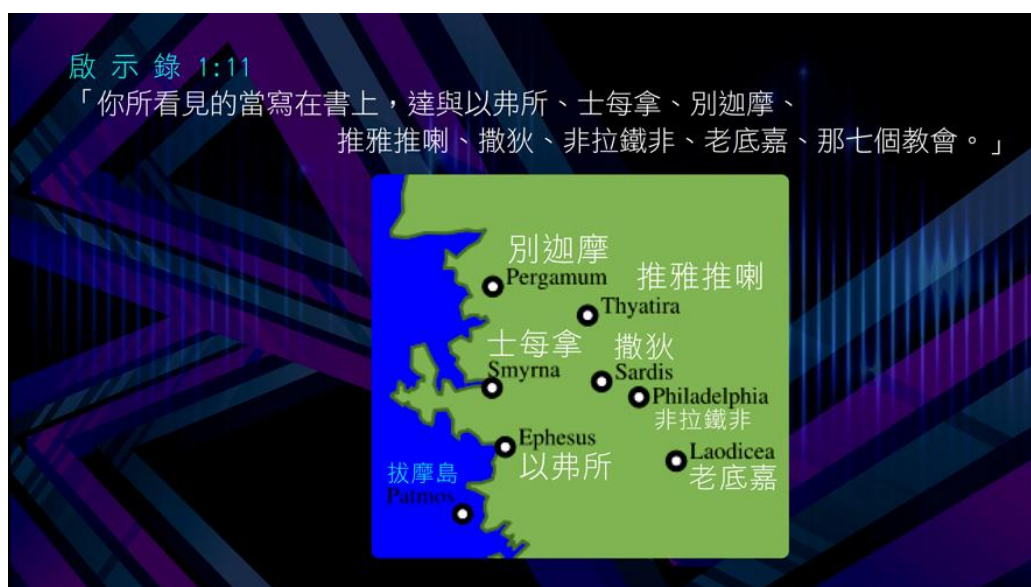 啟示錄 1:11
「你所看見的當寫在書上，達與以弗所、士每拿、別迦摩、
推雅推喇、撒狄、非拉鐵非、老底嘉、那七個教會。」
別迦摩
Pergamum
推雅推喇
Thyatira
士每拿
Smyrna
撒狄
Sardis
Philadelphia
非拉鐵非
Ephesus
以弗所
Laodicea
老底嘉
拔摩島
Patmos